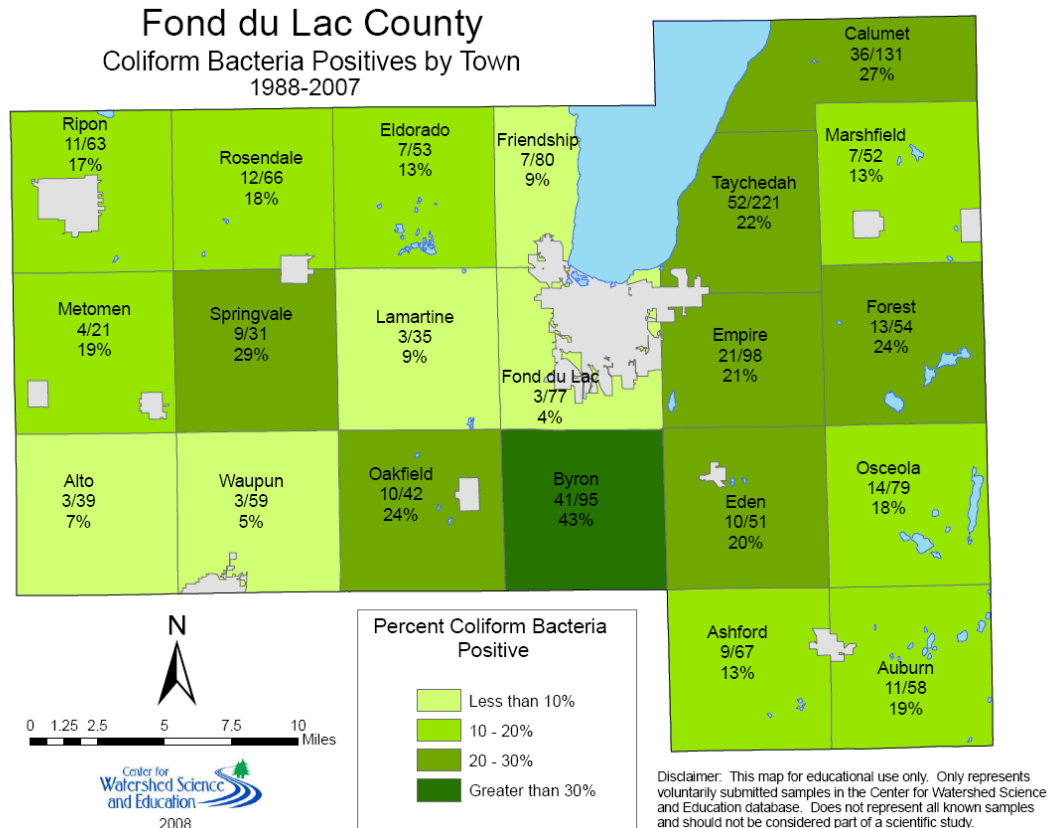 Fond du Lac County
Coliform Bacteria Positives by Town
1988-2007
Calumet
36/131
27%
Ripon
11/63
17%
Rosendale
12/66
18%
Eldorado
7/53
13%
Friendship
7/80
9%
Marshfield
7/52
13%
Taychedah
52/221
22%
Metomen
4/21
19%
Springvale
9/31
29%
Lamartine
3/35
9%
Fond du Lac
3/77
4%
Empire
21/98
21%
Forest
13/54
24%
Alto
3/39
7%
Waupun
3/59
5%
Oakfield
10/42
24%
Byron
41/95
43%
Eden
10/51
20%
Osceola
14/79
18%
Ashford
9/67
13%
Auburn
11/58
19%
N
0 1.25 2.5 5 7.5 10
Miles
Center for
Watershed Science
and Education
2008
Percent Coliform Bacteria
Positive
Less than 10%
10 - 20%
20 - 30%
Greater than 30%
Disclaimer: This map for educational use only. Only represents
voluntarily submitted samples in the Center for Watershed Science
and Education database. Does not represent all known samples
and should not be considered part of a scientific study.